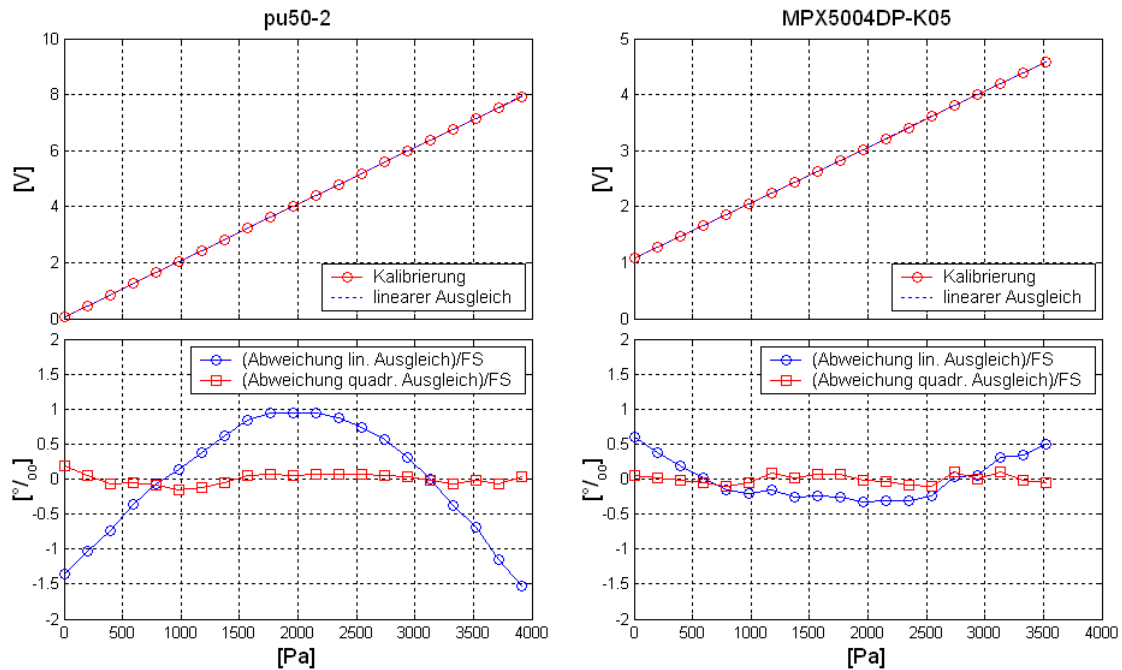 pu50-2
10
8
6
4
2
0
[V]
Kalibrierung
linearer Ausgleich
MPX5004DP-K05
5
4
3
2
1
0
[V]
Kalibrierung
linearer Ausgleich
2
1.5
1
0.5
0
-0.5
-1
-1.5
-2
[°/oo]
(Abweichung lin. Ausgleich)/FS
(Abweichung quadr. Ausgleich)/FS
0 500 1000 1500 2000 2500 3000 3500 4000
[Pa]
2
1.5
1
0.5
0
-0.5
-1
-1.5
-2
[°/oo]
(Abweichung lin. Ausgleich)/FS
(Abweichung quadr. Ausgleich)/FS
0 500 1000 1500 2000 2500 3000 3500 4000
[Pa]